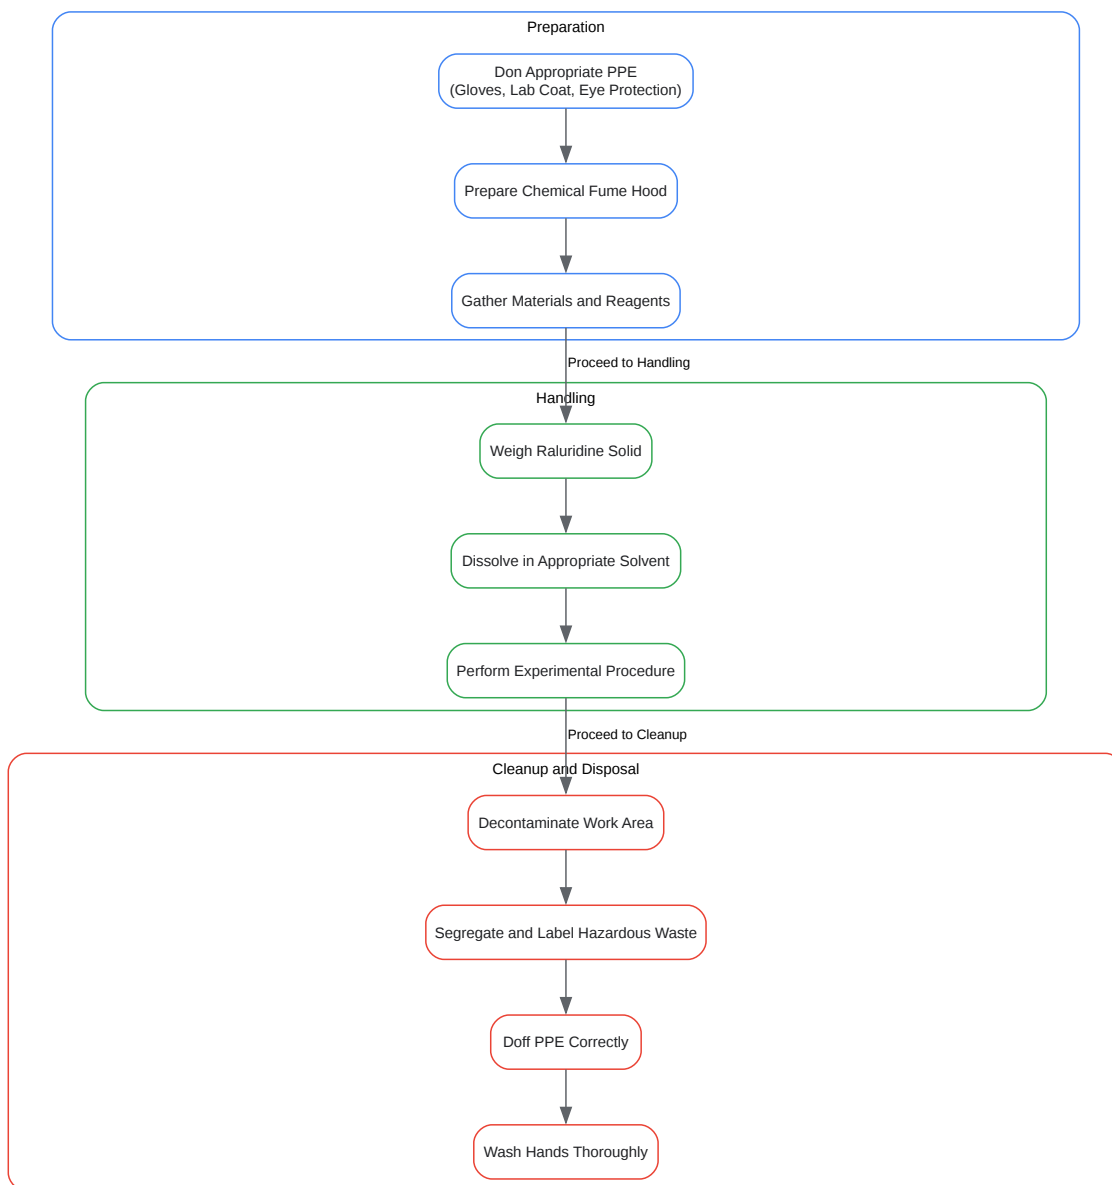 Preparation
Don Appropriate PPE
(Gloves, Lab Coat, Eye Protection)
Prepare Chemical Fume Hood
Gather Materials and Reagents
Proceed to Handling
Handling
Weigh Raluridine Solid
Dissolve in Appropriate Solvent
Perform Experimental Procedure
Proceed to Cleanup
Cleanup and Disposal
Decontaminate Work Area
Segregate and Label Hazardous Waste
Doff PPE Correctly
Wash Hands Thoroughly